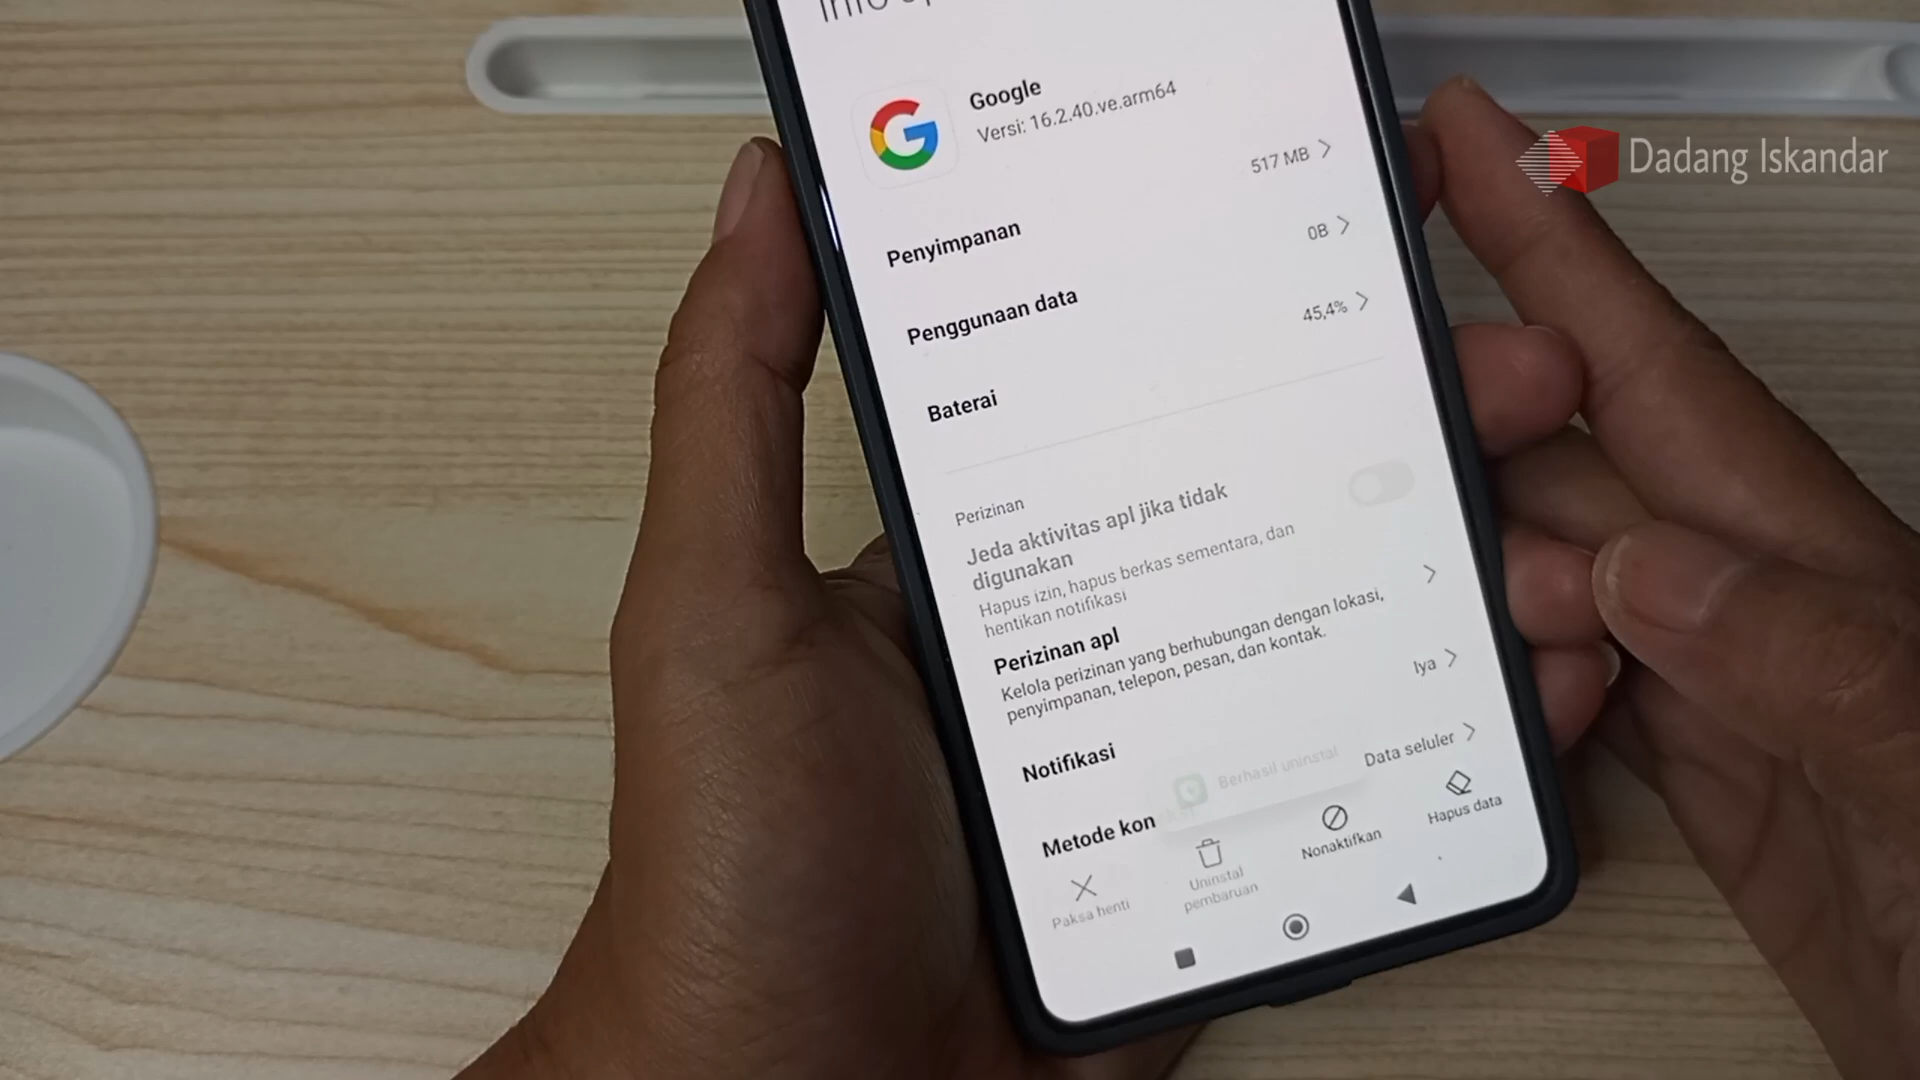 Google
Versi: 16.2.40.ve.arm64
Dadang Iskandar
Penyimpanan
517 MB
Penggunaan data
0B
Baterai
45,4%
Perizinan
Jeda aktivitas apl jika tidak
digunakan
Hapus izin, hapus berkas sementara, dan
hentikan notifikasi
Perizinan apl
Kelola perizinan yang berhubungan dengan lokasi,
penyimpanan, telepon, pesan, dan kontak.
Notifikasi
Iya
Metode kon
Data seluler
Berhasil uninstal
Paksa henti
Uninstal
pembaruan
Nonaktifkan
Hapus data